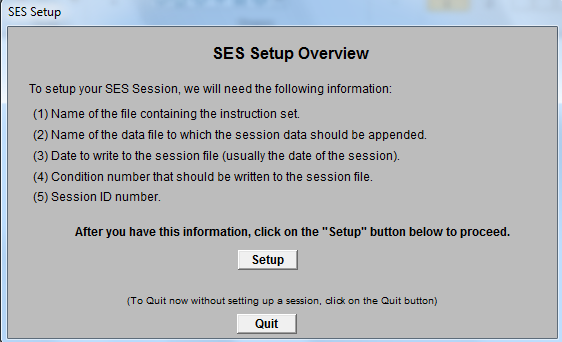 SES Setup
SES Setup Overview
To setup your SES Session, we will need the following information:
(1) Name of the file containing the instruction set.
(2) Name of the data file to which the session data should be appended.
(3) Date to write to the session file (usually the date of the session).
(4) Condition number that should be written to the session file.
(5) Session ID number.
After you have this information, click on the "Setup" button below to proceed.
Setup
(To Quit now without setting up a session, click on the Quit button)
Quit